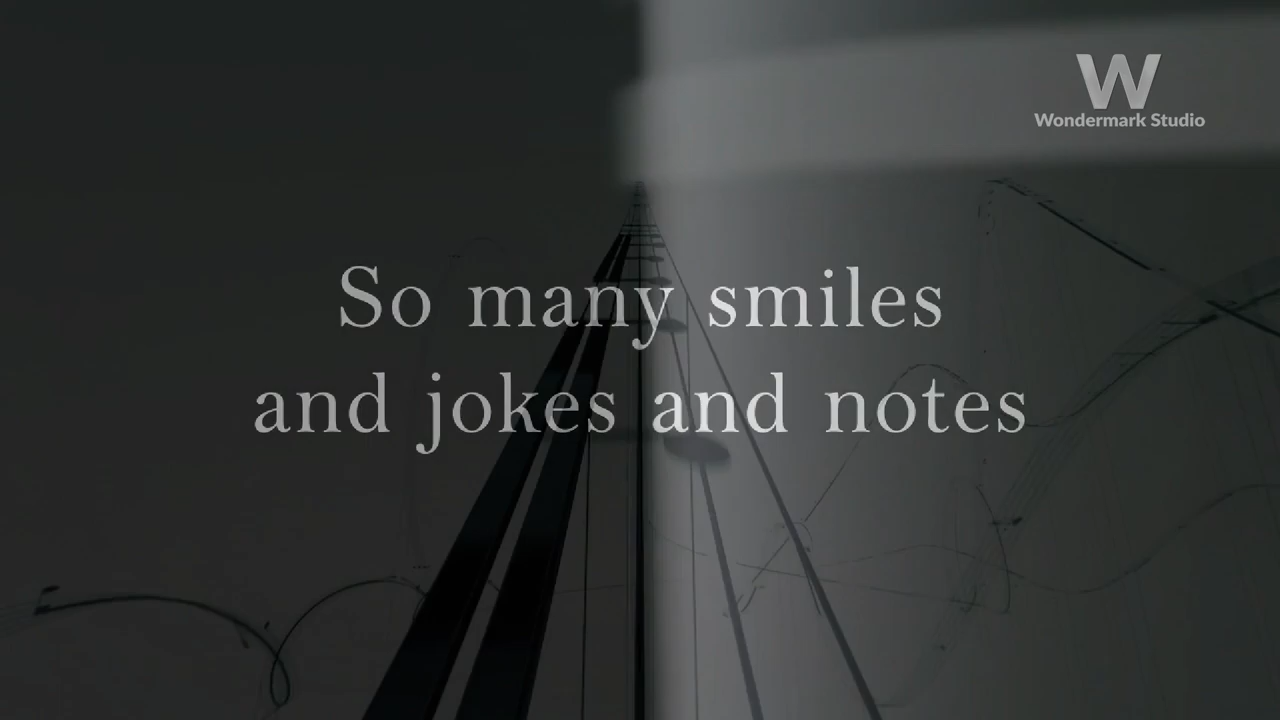 W
Wondermark Studio
So many smiles
and jokes and notes